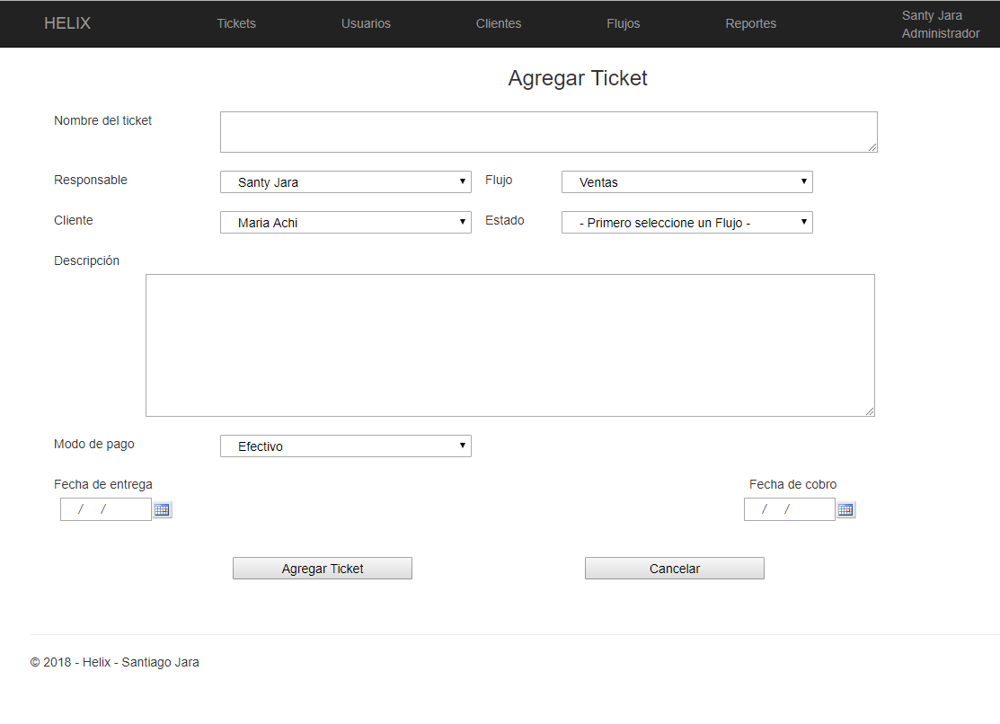 HELIX Tickets Usuarios Clientes Flujos Reportes Santy Jara
Administrador
Agregar Ticket
Nombre del ticket
Responsable Santy Jara Flujo Ventas
Cliente Maria Achi Estado - Primero seleccione un Flujo -
Descripción
Modo de pago Efectivo
Fecha de entrega Fecha de cobro
/ / / /
Agregar Ticket Cancelar
© 2018 - Helix - Santiago Jara